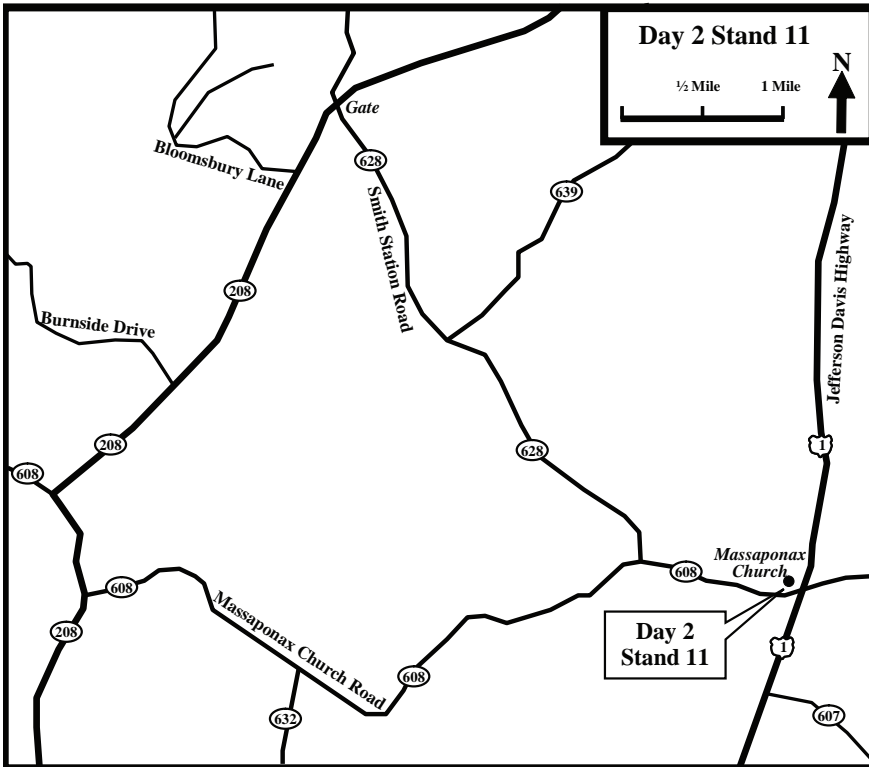 Day 2 Stand 11
N
½ Mile
1 Mile
Gate
Bloomsbury Lane
628
639
Smith Station Road
Jefferson Davis Highway
208
Burnside Drive
208
1
628
608
Massaponax
Church
608
608
208
Massaponax Church Road
Day 2
Stand 11
1
608
632
607